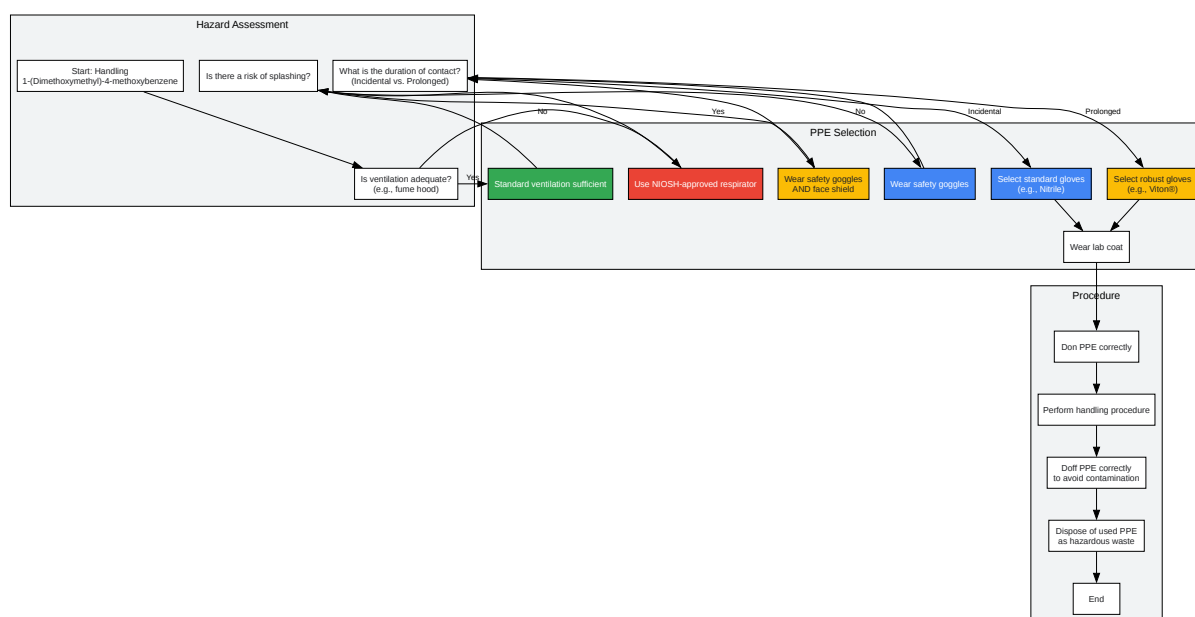 Hazard Assessment
Start: Handling
1-(Dimethoxymethyl)-4-methoxybenzene
Is there a risk of splashing?
What is the duration of contact?
(Incidental vs. Prolonged)
No
Yes
No
Incidental
Prolonged
PPE Selection
Is ventilation adequate?
(e.g., fume hood)
Yes
Standard ventilation sufficient
Use NIOSH-approved respirator
Wear safety goggles
AND face shield
Wear safety goggles
Select standard gloves
(e.g., Nitrile)
Select robust gloves
(e.g., Viton®)
Wear lab coat
Procedure
Don PPE correctly
Perform handling procedure
Doff PPE correctly
to avoid contamination
Dispose of used PPE
as hazardous waste
End